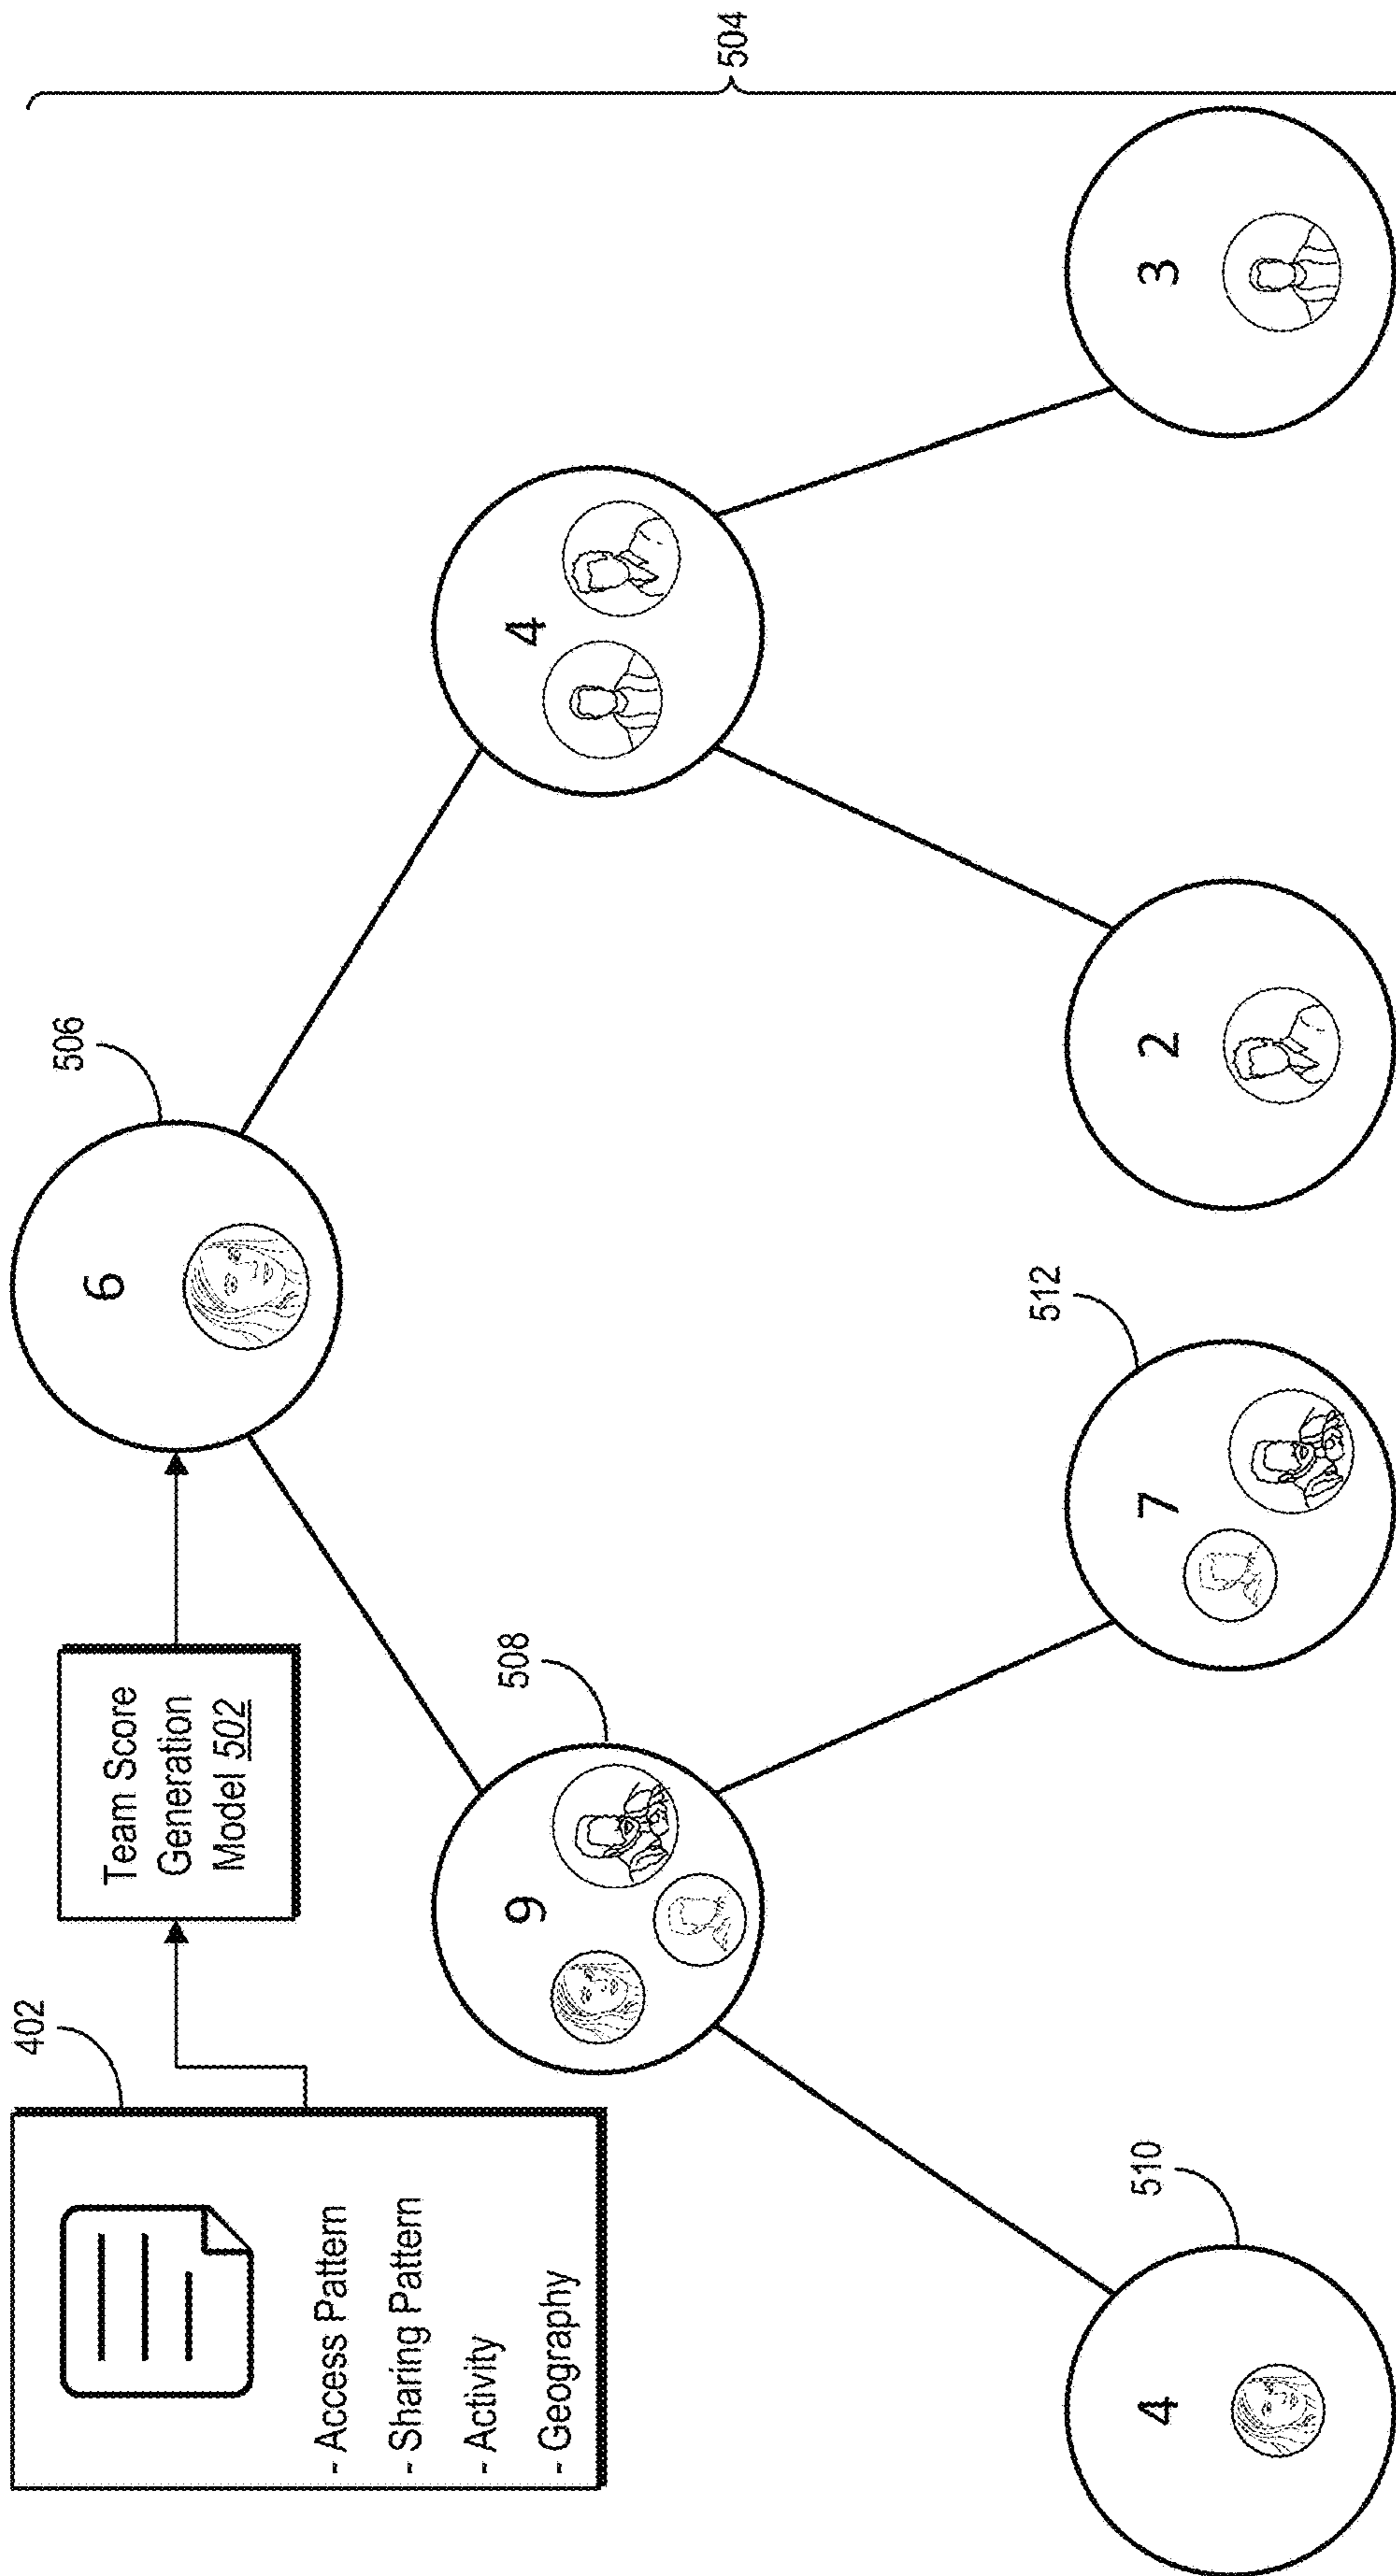 402
- Access Pattern
- Sharing Pattern
- Activity
- Geography
Team Score
Generation
Model 502
506
6
508
9
4
510
4
512
7
2
3
504